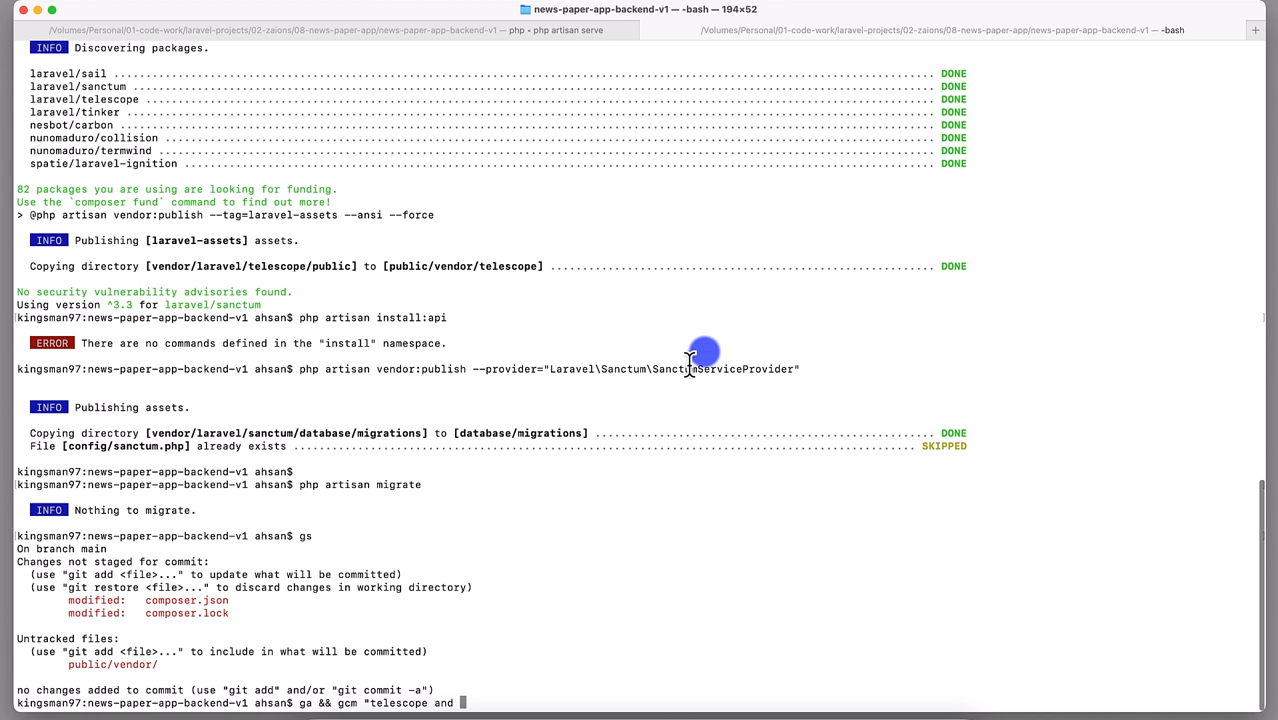 news-paper-app-backend-v1 — -bash — 194×52
/Volumes/Personal/01-code-work/laravel-projects/02-zaions/08-news-paper-app/news-paper-app-backend-v1 — php • php artisan serve
/Volumes/Personal/01-code-work/laravel-projects/02-zaions/08-news-paper-app/news-paper-app-backend-v1 — -bash
INFO Discovering packages.
laravel/sail ........................................................................................................................ DONE
laravel/sanctum ..................................................................................................................... DONE
laravel/telescope ................................................................................................................... DONE
laravel/tinker ...................................................................................................................... DONE
nesbot/carbon ....................................................................................................................... DONE
nunomaduro/collision ................................................................................................................ DONE
nunomaduro/termwind ................................................................................................................. DONE
spatie/laravel-ignition ............................................................................................................. DONE
82 packages you are using are looking for funding.
Use the `composer fund` command to find out more!
> @php artisan vendor:publish --tag=laravel-assets --ansi --force
INFO Publishing [laravel-assets] assets.
Copying directory [vendor/laravel/telescope/public] to [public/vendor/telescope] ............................................................ DONE
No security vulnerability advisories found.
Using version ^3.3 for laravel/sanctum
[kingsman97:news-paper-app-backend-v1 ahsan$ php artisan install:api ]
ERROR There are no commands defined in the "install" namespace.
kingsman97:news-paper-app-backend-v1 ahsan$ php artisan vendor:publish --provider="Laravel\Sanctum\SanctumServiceProvider"
INFO Publishing assets.
Copying directory [vendor/laravel/sanctum/database/migrations] to [database/migrations] ..................................................... DONE
File [config/sanctum.php] already exists ................................................................................................. SKIPPED
kingsman97:news-paper-app-backend-v1 ahsan$
[kingsman97:news-paper-app-backend-v1 ahsan$ php artisan migrate ]
INFO Nothing to migrate.
[kingsman97:news-paper-app-backend-v1 ahsan$ gs ]
On branch main
Changes not staged for commit:
(use "git add <file>..." to update what will be committed)
(use "git restore <file>..." to discard changes in working directory)
modified: composer.json
modified: composer.lock
Untracked files:
(use "git add <file>..." to include in what will be committed)
public/vendor/
no changes added to commit (use "git add" and/or "git commit -a")
kingsman97:news-paper-app-backend-v1 ahsan$ ga && gcm "telescope and